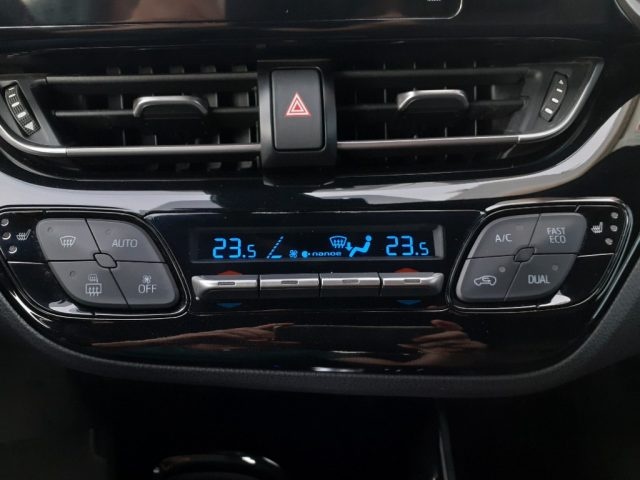 23.5 nanoe 23.5
AUTO
OFF
A/C FAST ECO
DUAL